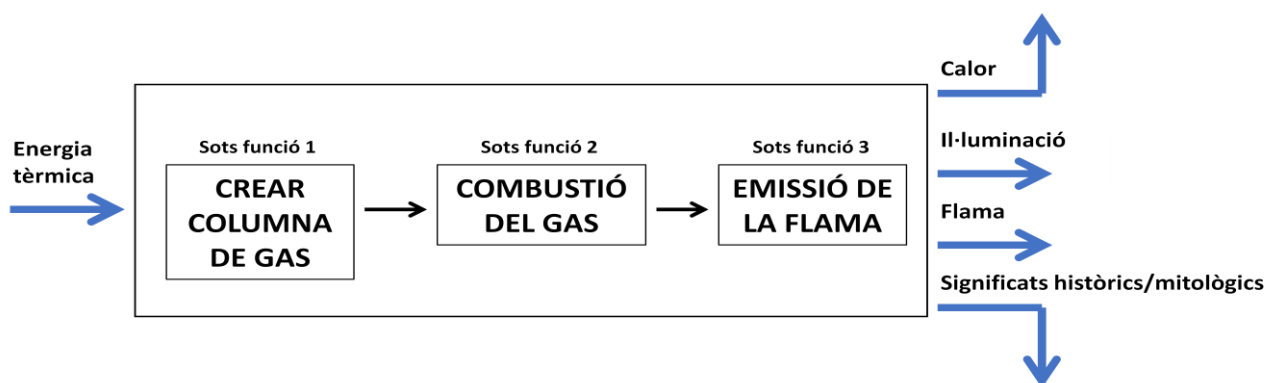 Energia
tèrmica
Sots funció 1
CREAR
COLUMNA
DE GAS
Sots funció 2
COMBUSTIÓ
DEL GAS
Sots funció 3
EMISSIÓ DE
LA FLAMA
Calor
Il·luminació
Flama
Significats històrics/mitològics